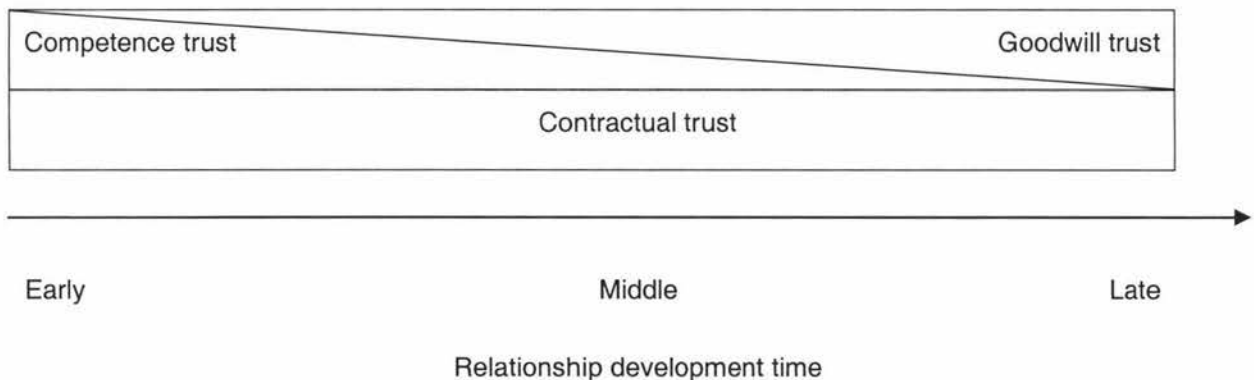 Competence trust
Goodwill trust
Contractual trust
Early
Middle
Late
Relationship development time